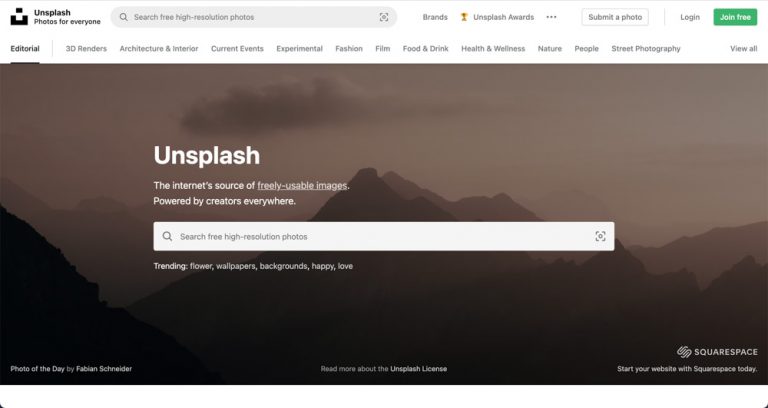 Unsplash
Photos for everyone
Search free high-resolution photos
Brands
Unsplash Awards
Submit a photo
Login
Join free
Editorial
3D Renders
Architecture & Interior
Current Events
Experimental
Fashion
Film
Food & Drink
Health & Wellness
Nature
People
Street Photography
View all
Unsplash
The internet's source of freely-usable images.
Powered by creators everywhere.
Search free high-resolution photos
Trending: flower, wallpapers, backgrounds, happy, love
SQUARESPACE
Photo of the Day by Fabian Schneider
Read more about the Unsplash License
Start your website with Squarespace today.